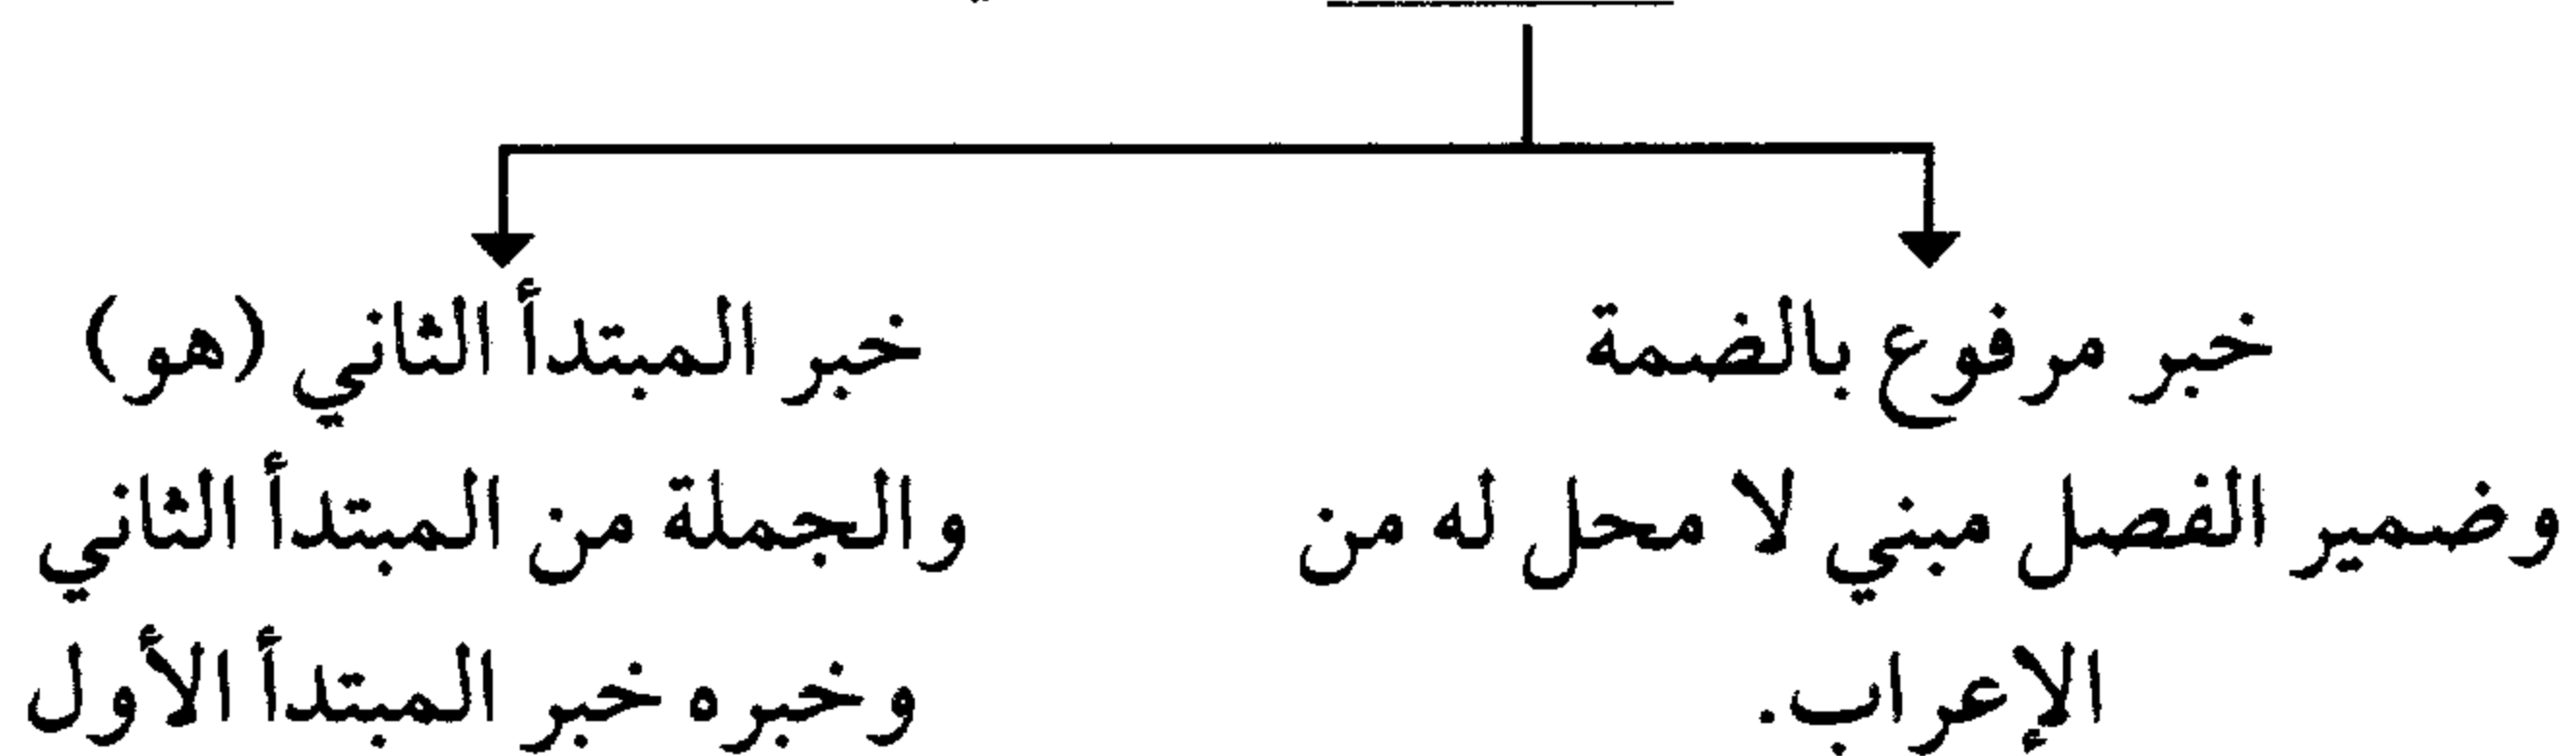 خبر مرفوع بالضمة
وضمير الفصل مبني لا محل له من
الإعراب.
خبر المبتدأ الثاني (هو)
والجملة من المبتدأ الثاني
وخبره خبر المبتدأ الأول